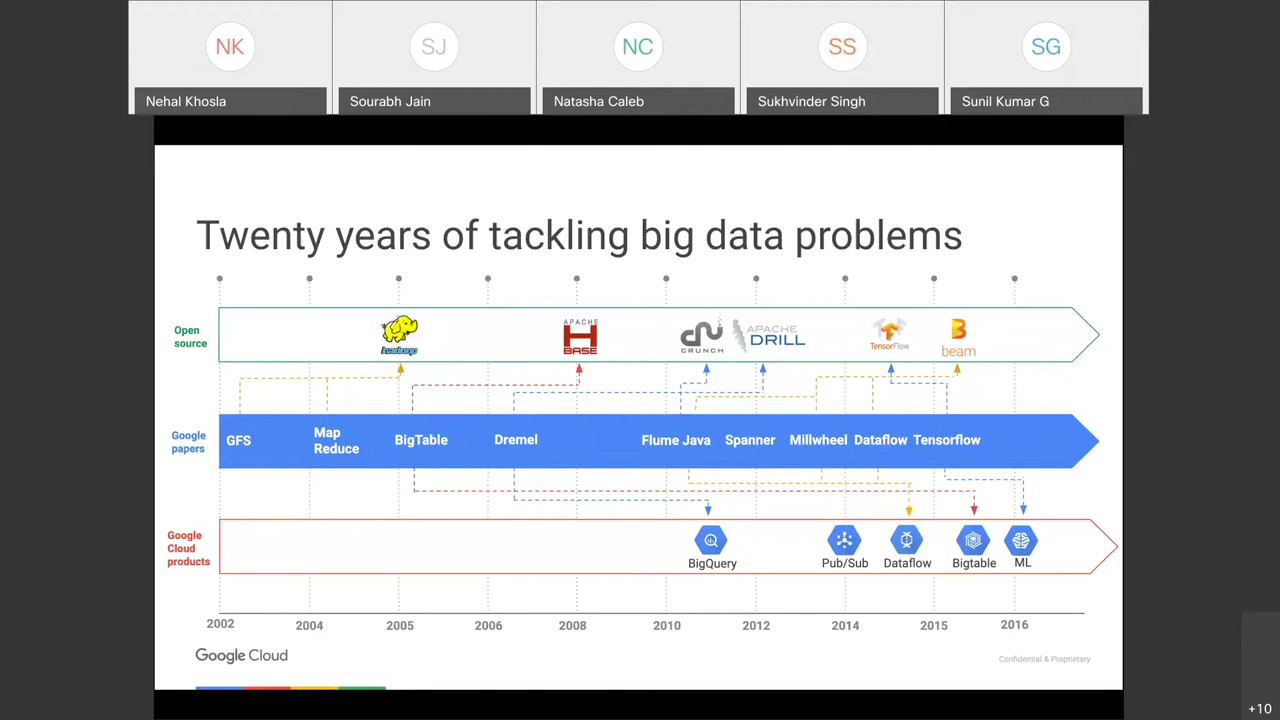 NK
SJ
NC
SS
SG
Nehal Khosla
Sourabh Jain
Natasha Caleb
Sukhvinder Singh
Sunil Kumar G
Twenty years of tackling big data problems
Open
source
hadoop
APACHE
HBASE
CRUNCH
APACHE
DRILL
TensorFlow
beam
Google
papers
GFS
Map
Reduce
BigTable
Dremel
Flume Java
Spanner
Millwheel
Dataflow
Tensorflow
Google
Cloud
products
BigQuery
Pub/Sub
Dataflow
Bigtable
ML
2002
2004
2005
2006
2008
2010
2012
2014
2015
2016
Google Cloud
Confidential & Proprietary
+10